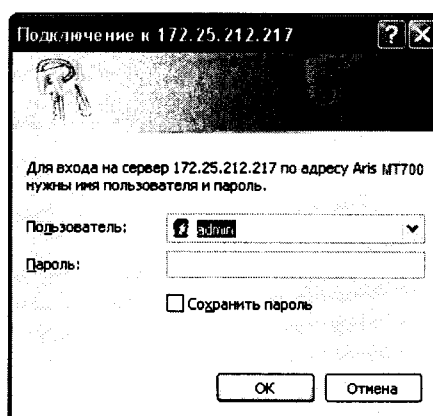 Подключение к 172.25.212.217
Для входа на сервер 172.25.212.217 по адресу Aris MT700
нужны имя пользователя и пароль.
Пользователь:
admin
Пароль:
Сохранить пароль
ОК
Отмена